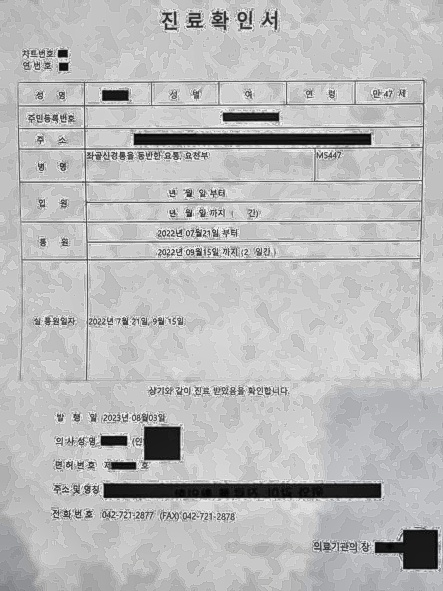 진료확인서
차트번호
연번호
성 명 성 별 여 연 령 만 47 세
주민등록번호
주 소
병 명 좌골신경통을 동반한 요통, 요천부 M5447
입 원 년 월 일 부터
년 월 일 까지 ( 간)
통 원 2022년 07월21일 부터
2022년 09월15일 까지 (2 일간 )
실 통원일자 2022년 7월 21일, 9월 15일
상기와 같이 진료 받았음을 확인합니다.
발 행 일 2023년 08월03일
의사성명 (인
면허번호 제 호
주소 및 명칭
전화번호 042-721-2877 (FAX) 042-721-2878
의료기관의 장